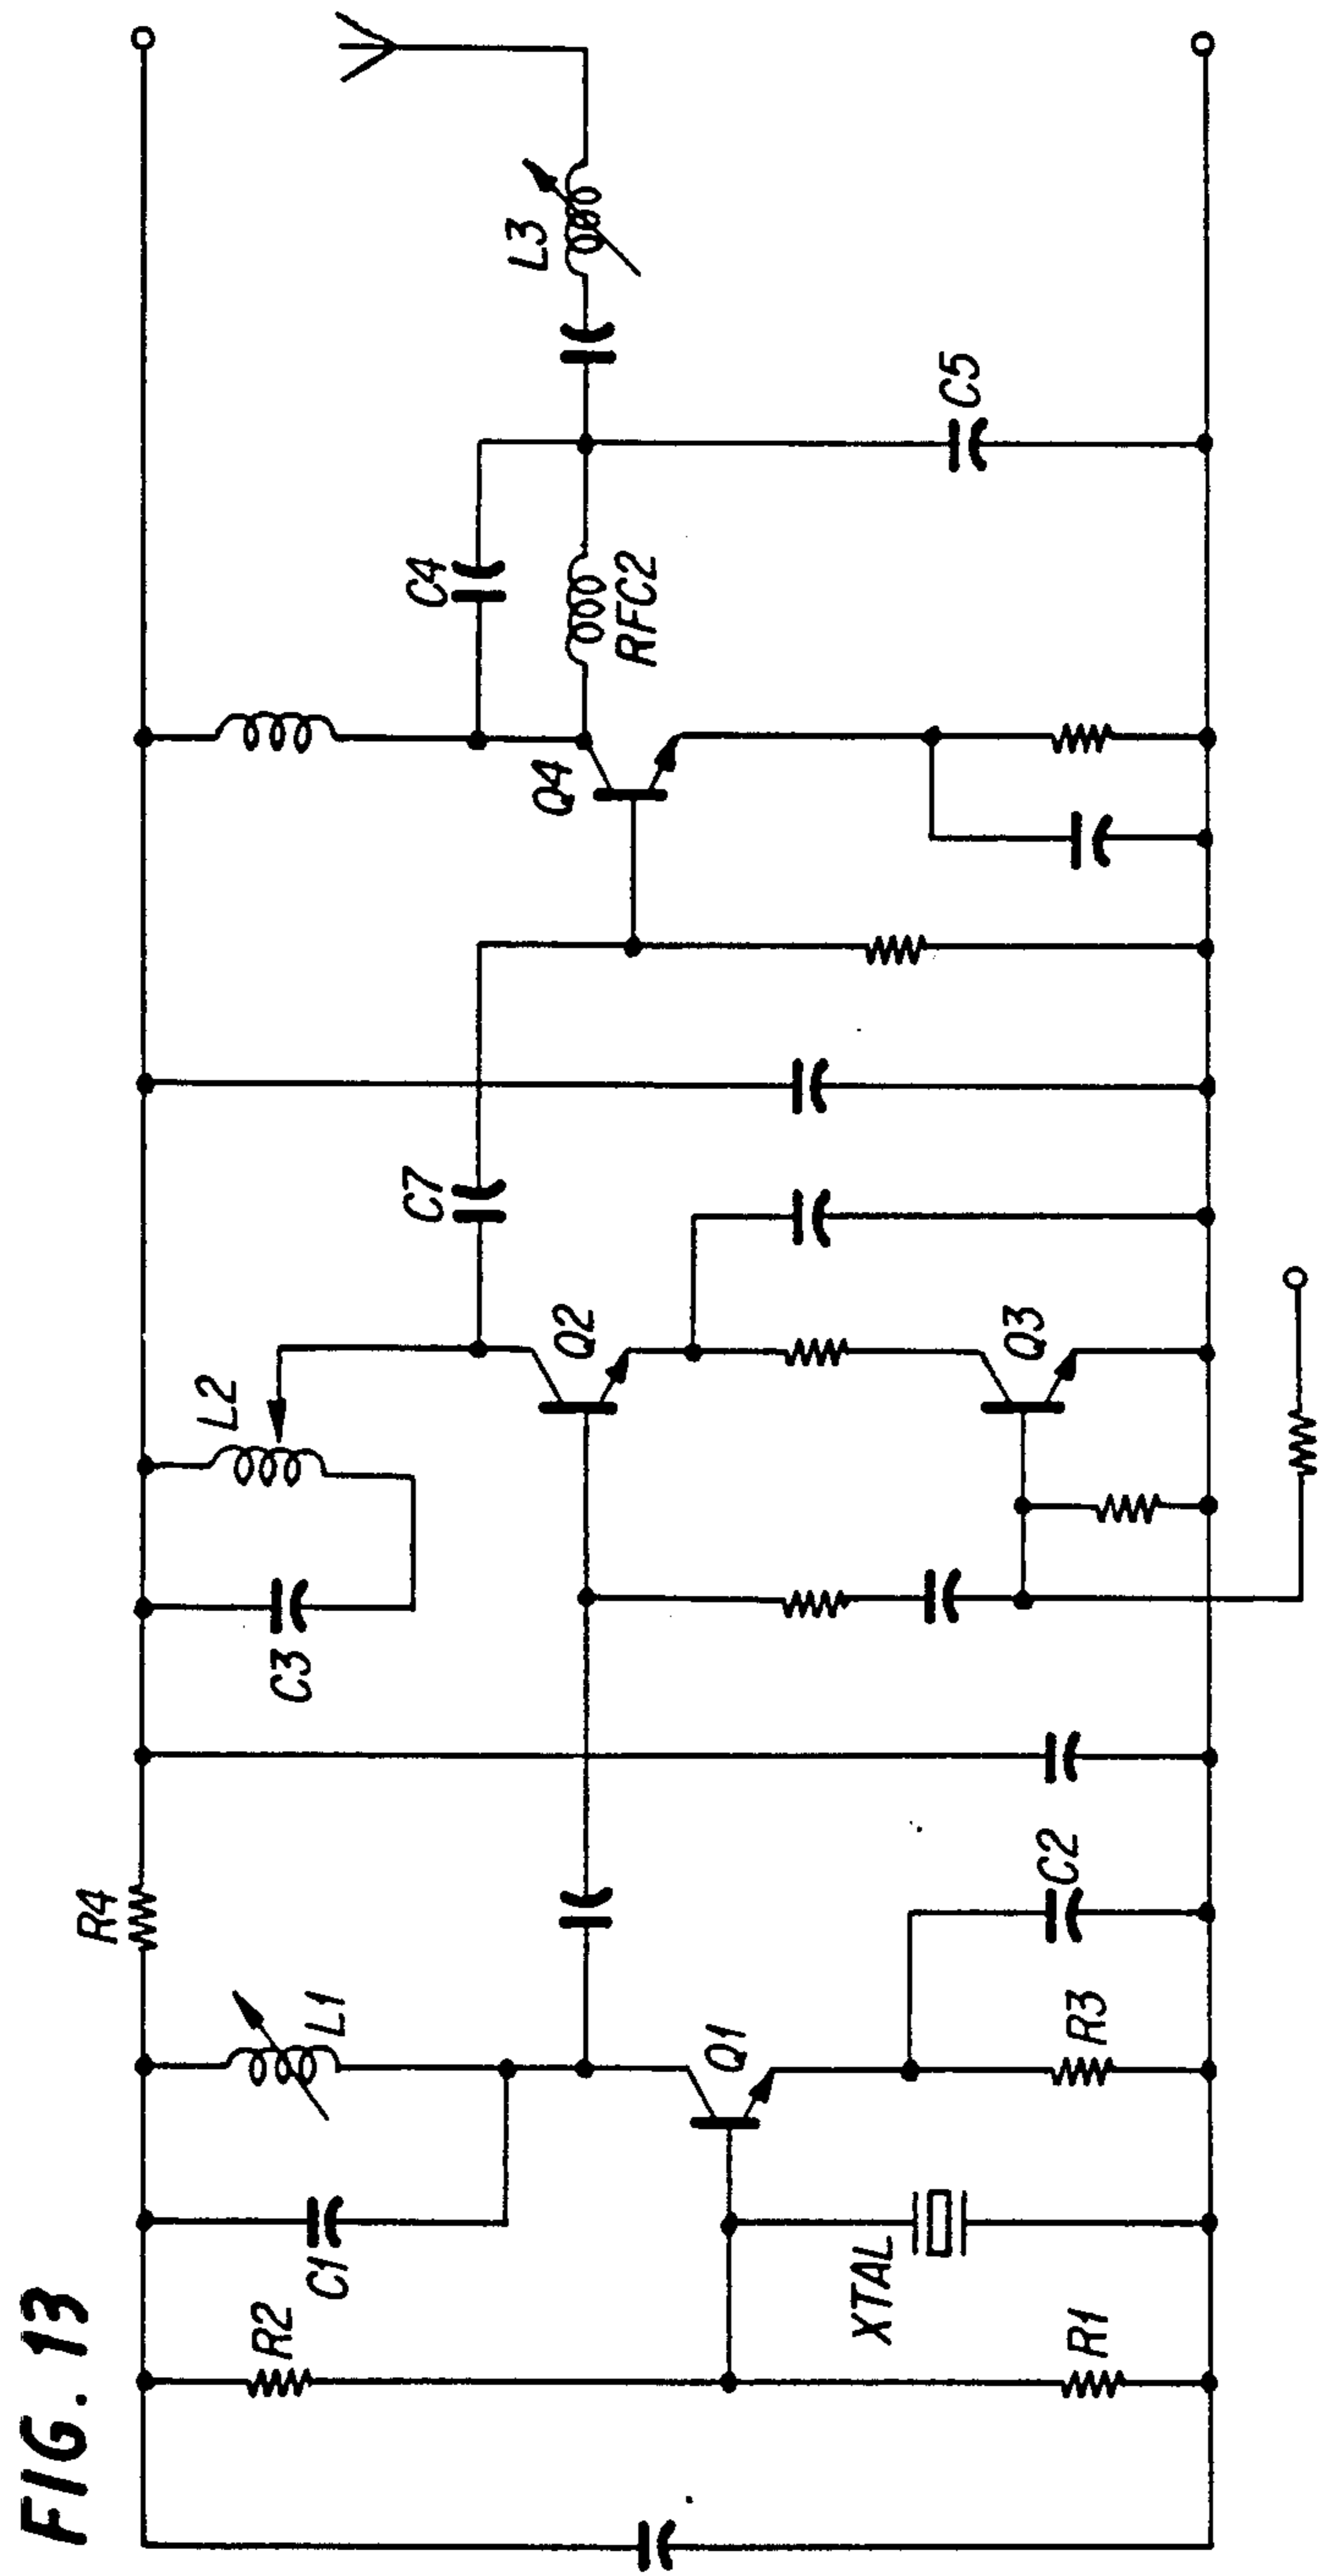 FIG. 13
R4
L2
C7
C4
L3
R2
C1
L1
C3
Q2
Q4
RFC2
Q1
XTAL
R1
R3
C2
Q3
C5